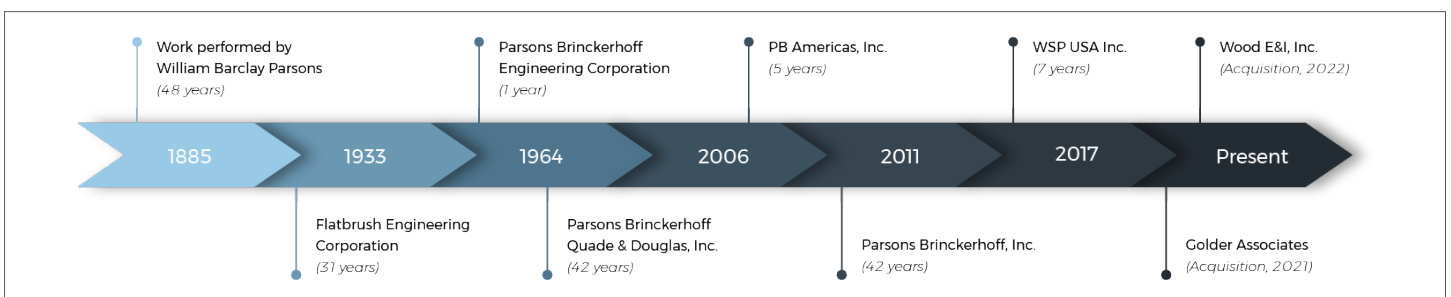 Work performed by
William Barclay Parsons
(48 years)
Parsons Brinckerhoff
Engineering Corporation
(1 year)
PB Americas, Inc.
(5 years)
WSP USA Inc.
(7 years)
Wood E&I, Inc.
(Acquisition, 2022)
1885
1933
1964
2006
2011
2017
Present
Flatbrush Engineering
Corporation
(31 years)
Parsons Brinckerhoff
Quade & Douglas, Inc.
(42 years)
Parsons Brinckerhoff, Inc.
(42 years)
Golder Associates
(Acquisition, 2021)